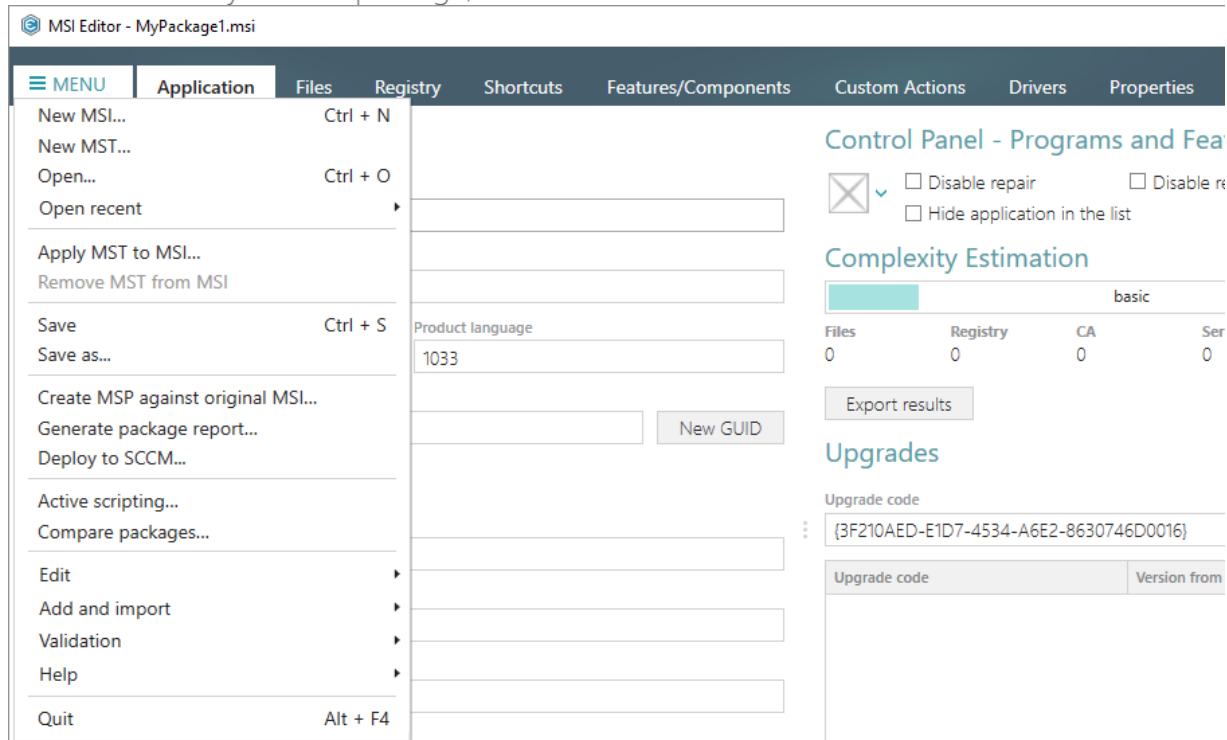 MSI Editor - MyPackage1.msi
MENU Application Files Registry Shortcuts Features/Components Custom Actions Drivers Properties
New MSI... Ctrl + N
New MST...
Open... Ctrl + O
Open recent
Apply MST to MSI...
Remove MST from MSI
Save Ctrl + S
Save as...
Create MSP against original MSI...
Generate package report...
Deploy to SCCM...
Active scripting...
Compare packages...
Edit
Add and import
Validation
Help
Quit Alt + F4
Product language
1033
New GUID
Control Panel - Programs and Fea
Disable repair Disable re
Hide application in the list
Complexity Estimation
basic
Files Registry CA Ser
0 0 0 0
Export results
Upgrades
Upgrade code
{3F210AED-E1D7-4534-A6E2-8630746D0016}
Upgrade code Version from